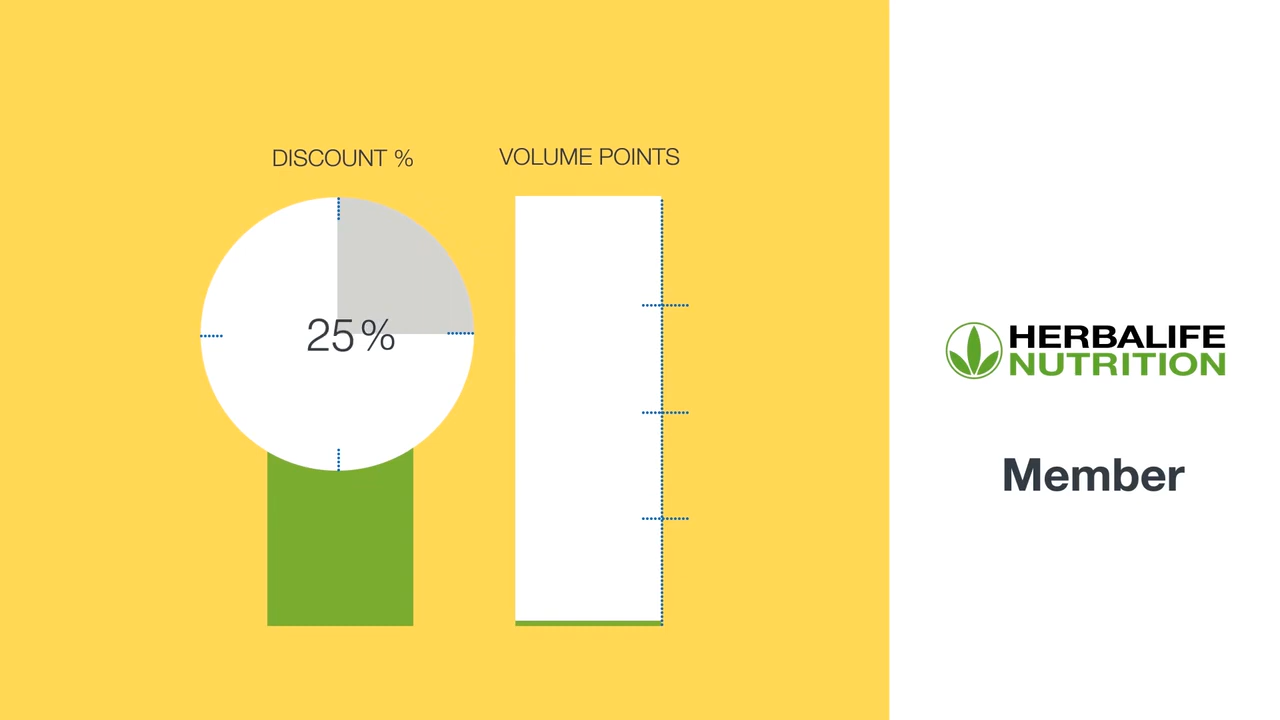 DISCOUNT %
VOLUME POINTS
25%
HERBALIFE
NUTRITION
Member